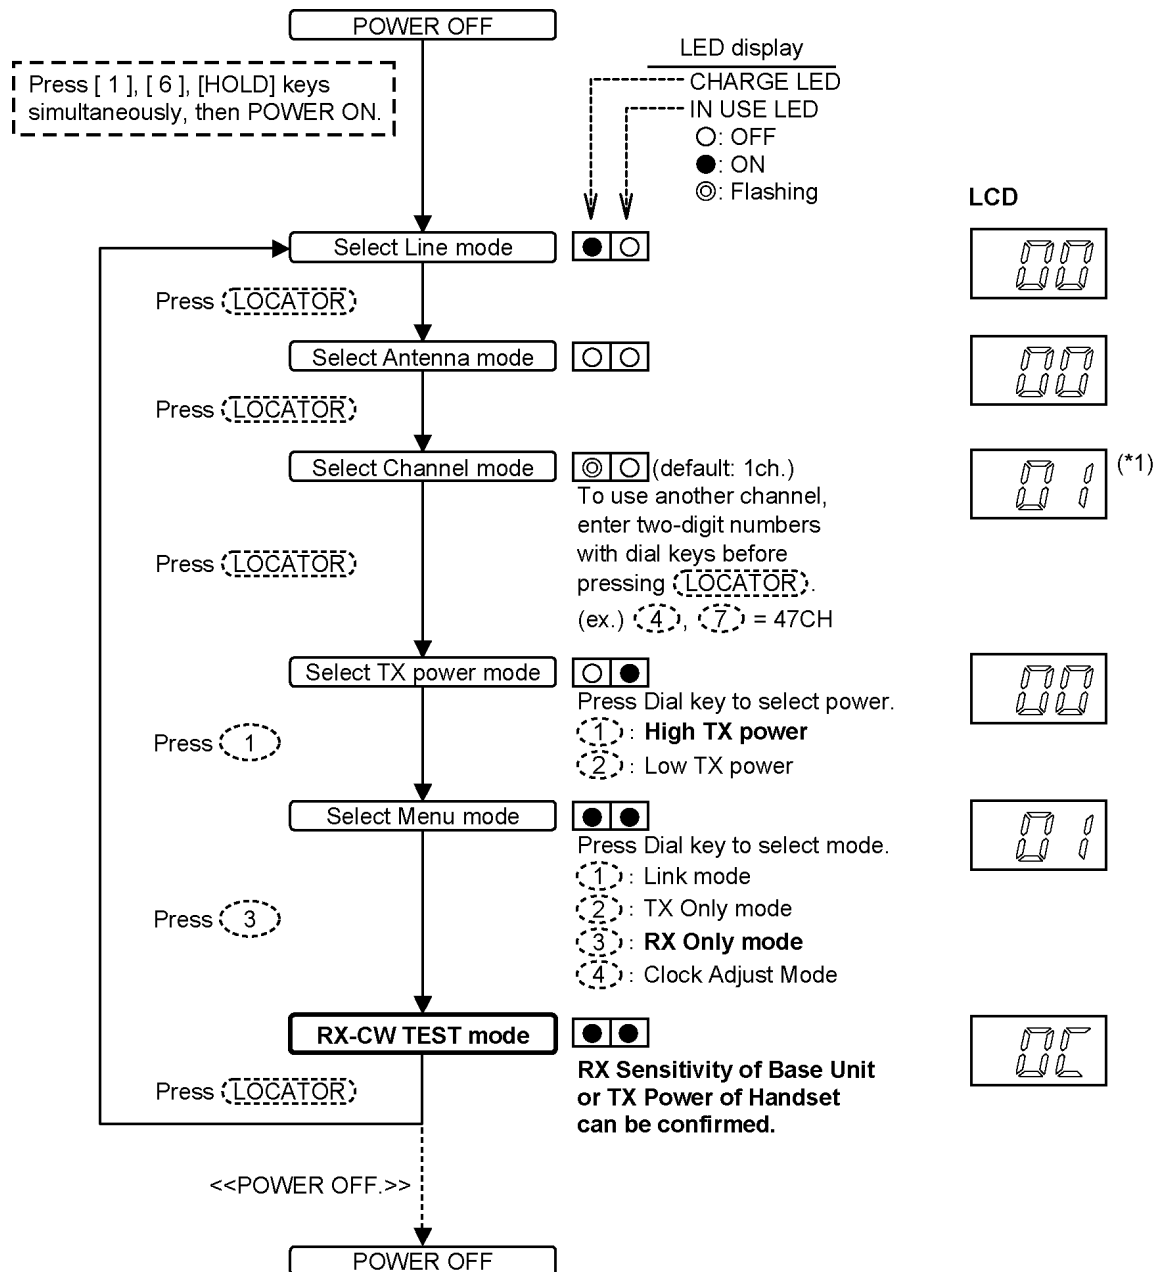 POWER OFF
Press [ 1 ], [ 6 ], [HOLD] keys
simultaneously, then POWER ON.
LED display
CHARGE LED
IN USE LED
○: OFF
●: ON
◎: Flashing
LCD
Select Line mode
00
Press (LOCATOR)
Select Antenna mode
00
Press (LOCATOR)
Select Channel mode
(default: 1ch.)
01
(*1)
To use another channel,
enter two-digit numbers
with dial keys before
pressing (LOCATOR).
(ex.) (4), (7) = 47CH
Press (LOCATOR)
Select TX power mode
00
Press Dial key to select power.
(1) : High TX power
(2) : Low TX power
Press (1)
Select Menu mode
01
Press Dial key to select mode.
(1) : Link mode
(2) : TX Only mode
(3) : RX Only mode
(4) : Clock Adjust Mode
Press (3)
RX-CW TEST mode
0C
RX Sensitivity of Base Unit
or TX Power of Handset
can be confirmed.
Press (LOCATOR)
<<POWER OFF.>>
POWER OFF